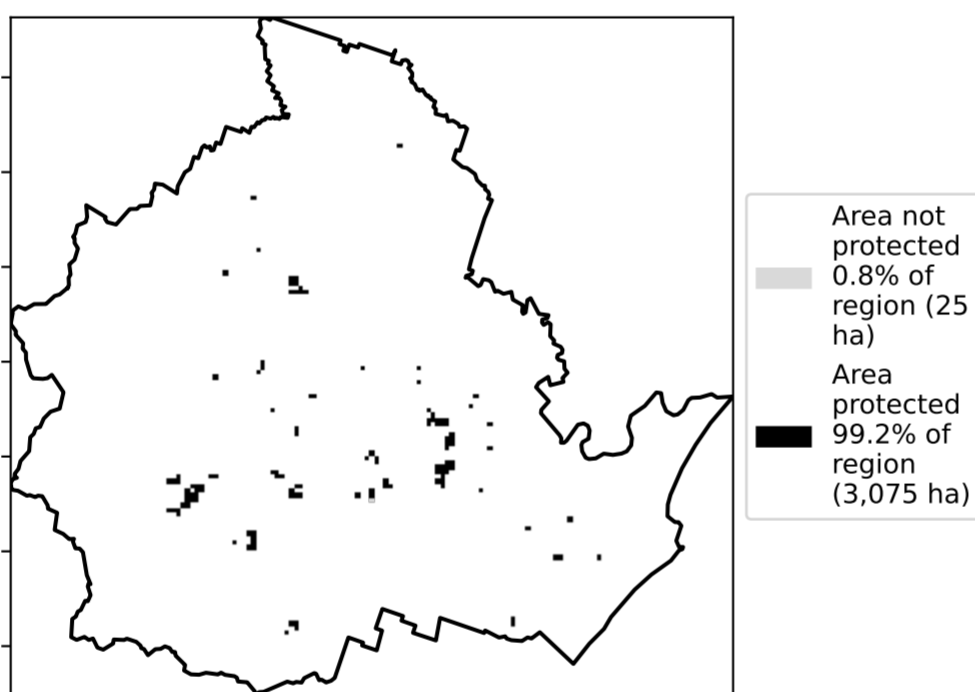 Area not
protected
0.8% of
region (25
ha)
Area
protected
99.2% of
region
(3,075 ha)